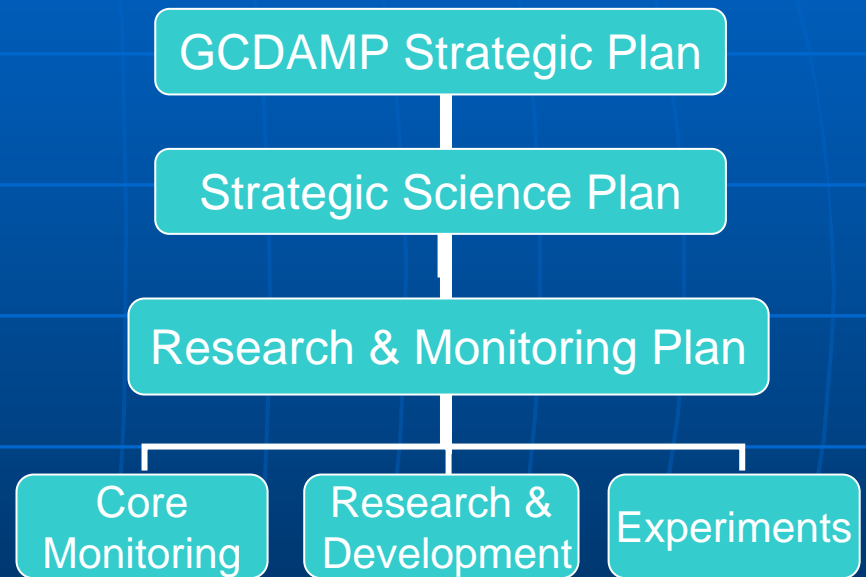 GCDAMP Strategic Plan
Strategic Science Plan
Research & Monitoring Plan
Core
Monitoring
Research &
Development
Experiments